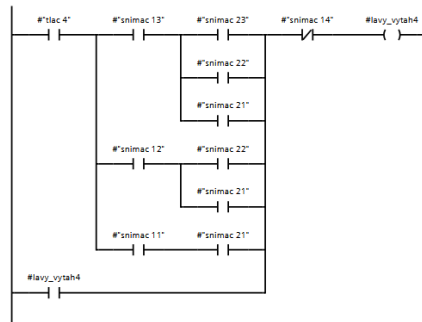 #"tlac 4" #"snimac 13" #"snimac 23" #"snimac 14" #lavy_vytah4
#"snimac 22"
#"snimac 21"
#"snimac 12" #"snimac 22"
#"snimac 21"
#"snimac 11" #"snimac 21"
#lavy_vytah4